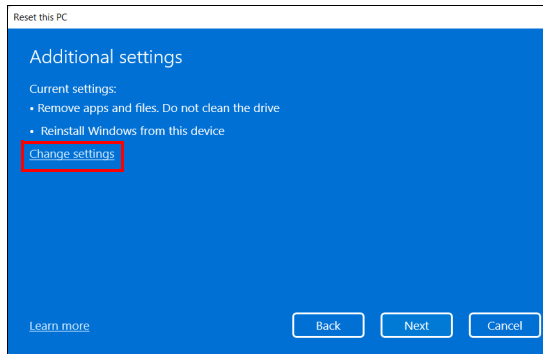 Reset this PC
Additional settings
Current settings:
• Remove apps and files. Do not clean the drive
• Reinstall Windows from this device
Change settings
Learn more
Back
Next
Cancel